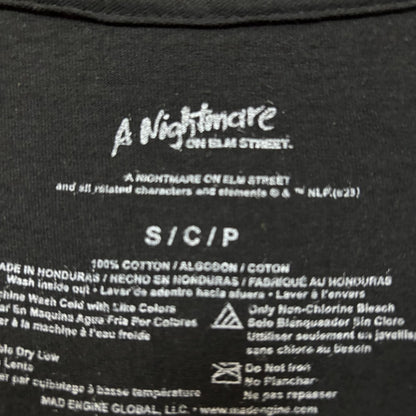 A Nightmare
ON ELM STREET.
A NIGHTMARE ON ELM STREET
and all related characters and elements © & ™ NLP. (s23)
S / C / P
100% COTTON / ALGODON / COTON
ADE IN HONDURAS / HECHO EN HONDURAS / FABRIQUÉ AU HONDURAS
Wash inside out • Lavar de adentro hacia afuera • Laver à l'envers
chine Wash Cold with Like Colors
ar En Maquina Agua Fria Por Colores
er à la machine à l'eau froide
Only Non-Chlorine Bleach
Solo Blanqueador Sin Cloro
Utiliser seulement un javellis
sans chlore au besoin
ble Dry Low
Lenta
er par culbutage à basse température
Do Not Iron
No Planchar
Ne pas repasser
MAD ENGINE GLOBAL, LLC. • www.madengine.com